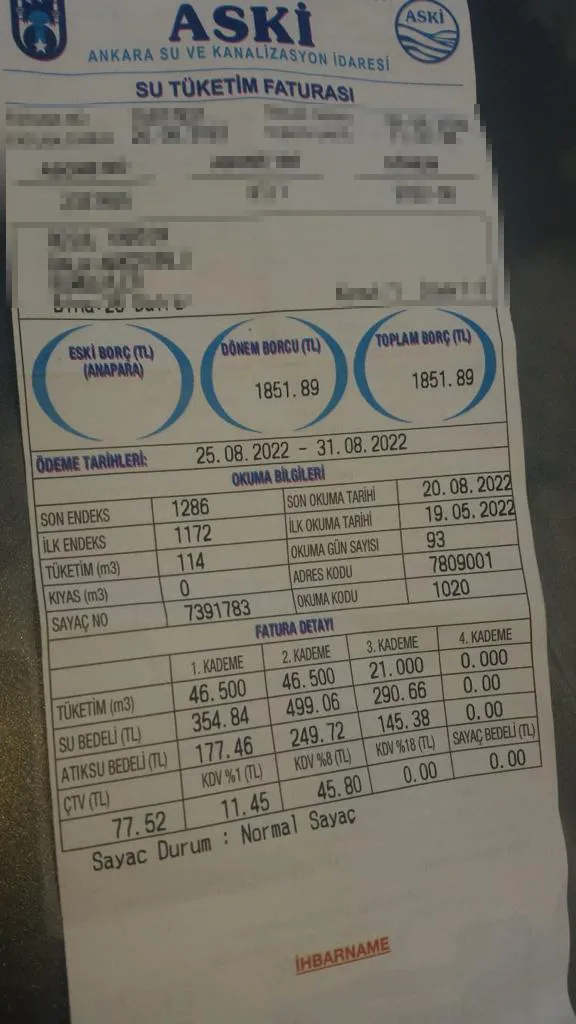 ASKİ
ASKİ
ANKARA SU VE KANALİZASYON İDARESİ
SU TÜKETİM FATURASI
ESKİ BORÇ (TL) (ANAPARA)
DÖNEM BORCU (TL)
1851.89
TOPLAM BORÇ (TL)
1851.89
ÖDEME TARİHLERİ: 25.08.2022 - 31.08.2022
OKUMA BİLGİLERİ
SON ENDEKS 1286 SON OKUMA TARİHİ 20.08.2022
İLK ENDEKS 1172 İLK OKUMA TARİHİ 19.05.2022
TÜKETİM (m3) 114 OKUMA GÜN SAYISI 93
KIYAS (m3) 0 ADRES KODU 7809001
SAYAÇ NO 7391783 OKUMA KODU 1020
FATURA DETAYI
1. KADEME 2. KADEME 3. KADEME 4. KADEME
TÜKETİM (m3) 46.500 46.500 21.000 0.000
SU BEDELİ (TL) 354.84 499.06 290.66 0.00
ATIKSU BEDELİ (TL) 177.46 249.72 145.38 0.00
ÇTV (TL) KDV %1 (TL) KDV %8 (TL) KDV %18 (TL) SAYAÇ BEDELİ (TL)
77.52 11.45 45.80 0.00 0.00
Sayac Durum : Normal Sayaç
İHBARNAME